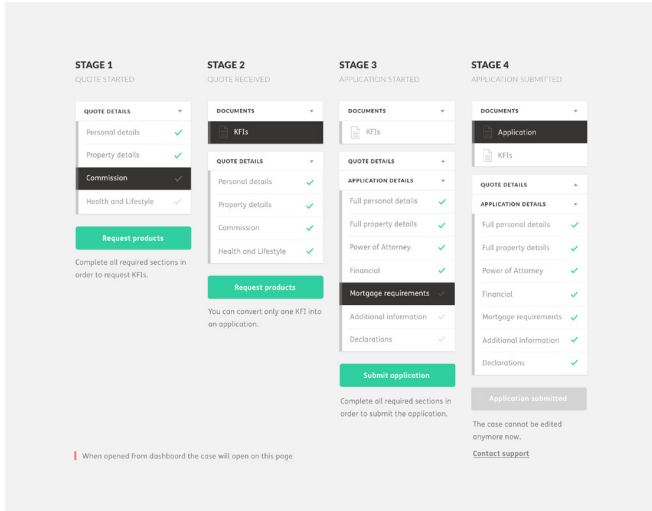 STAGE 1
QUOTE STARTED
QUOTE DETAILS
Personal details
Property details
Commission
Health and Lifestyle
Request products
Complete all required sections in
order to request KFIs.
STAGE 2
QUOTE RECEIVED
DOCUMENTS
KFIs
QUOTE DETAILS
Personal details
Property details
Commission
Health and Lifestyle
Request products
You can convert only one KFI into
an application.
STAGE 3
APPLICATION STARTED
DOCUMENTS
KFIs
QUOTE DETAILS
APPLICATION DETAILS
Full personal details
Full property details
Power of Attorney
Financial
Mortgage requirements
Additional information
Declarations
Submit application
Complete all required sections in
order to submit the application.
STAGE 4
APPLICATION SUBMITTED
DOCUMENTS
Application
KFIs
QUOTE DETAILS
APPLICATION DETAILS
Full personal details
Full property details
Power of Attorney
Financial
Mortgage requirements
Additional information
Declarations
Application submitted
The case cannot be edited
anymore now.
Contact support
When opened from dashboard the case will open on this page